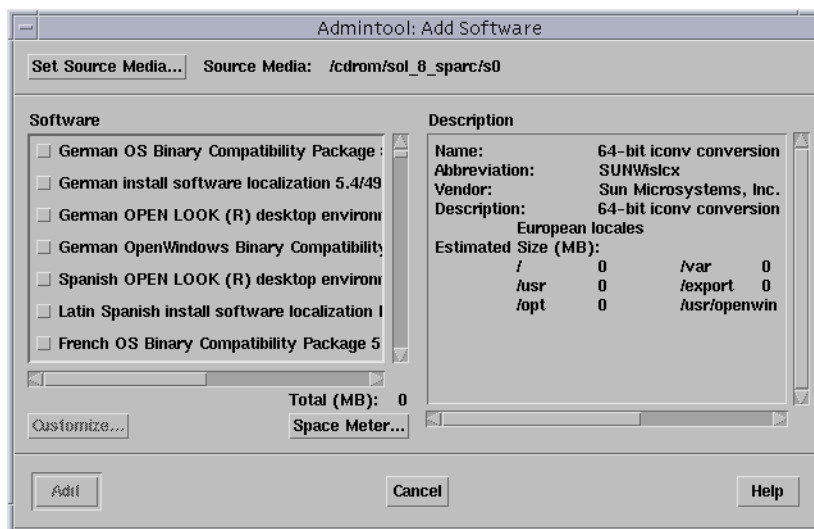 Admintool: Add Software
Set Source Media... Source Media: /cdrom/sol_8_sparc/s0
Software
German OS Binary Compatibility Package
German install software localization 5.4/49
German OPEN LOOK (R) desktop environ
German OpenWindows Binary Compatibility
Spanish OPEN LOOK (R) desktop environ
Latin Spanish install software localization
French OS Binary Compatibility Package 5
Total (MB): 0
Customize... Space Meter...
Description
Name: 64-bit iconv conversion
Abbreviation: SUNWislcx
Vendor: Sun Microsystems, Inc.
Description: 64-bit iconv conversion
European locales
Estimated Size (MB):
/ 0 /var 0
/usr 0 /export 0
/opt 0 /usr/openwin
Add Cancel Help